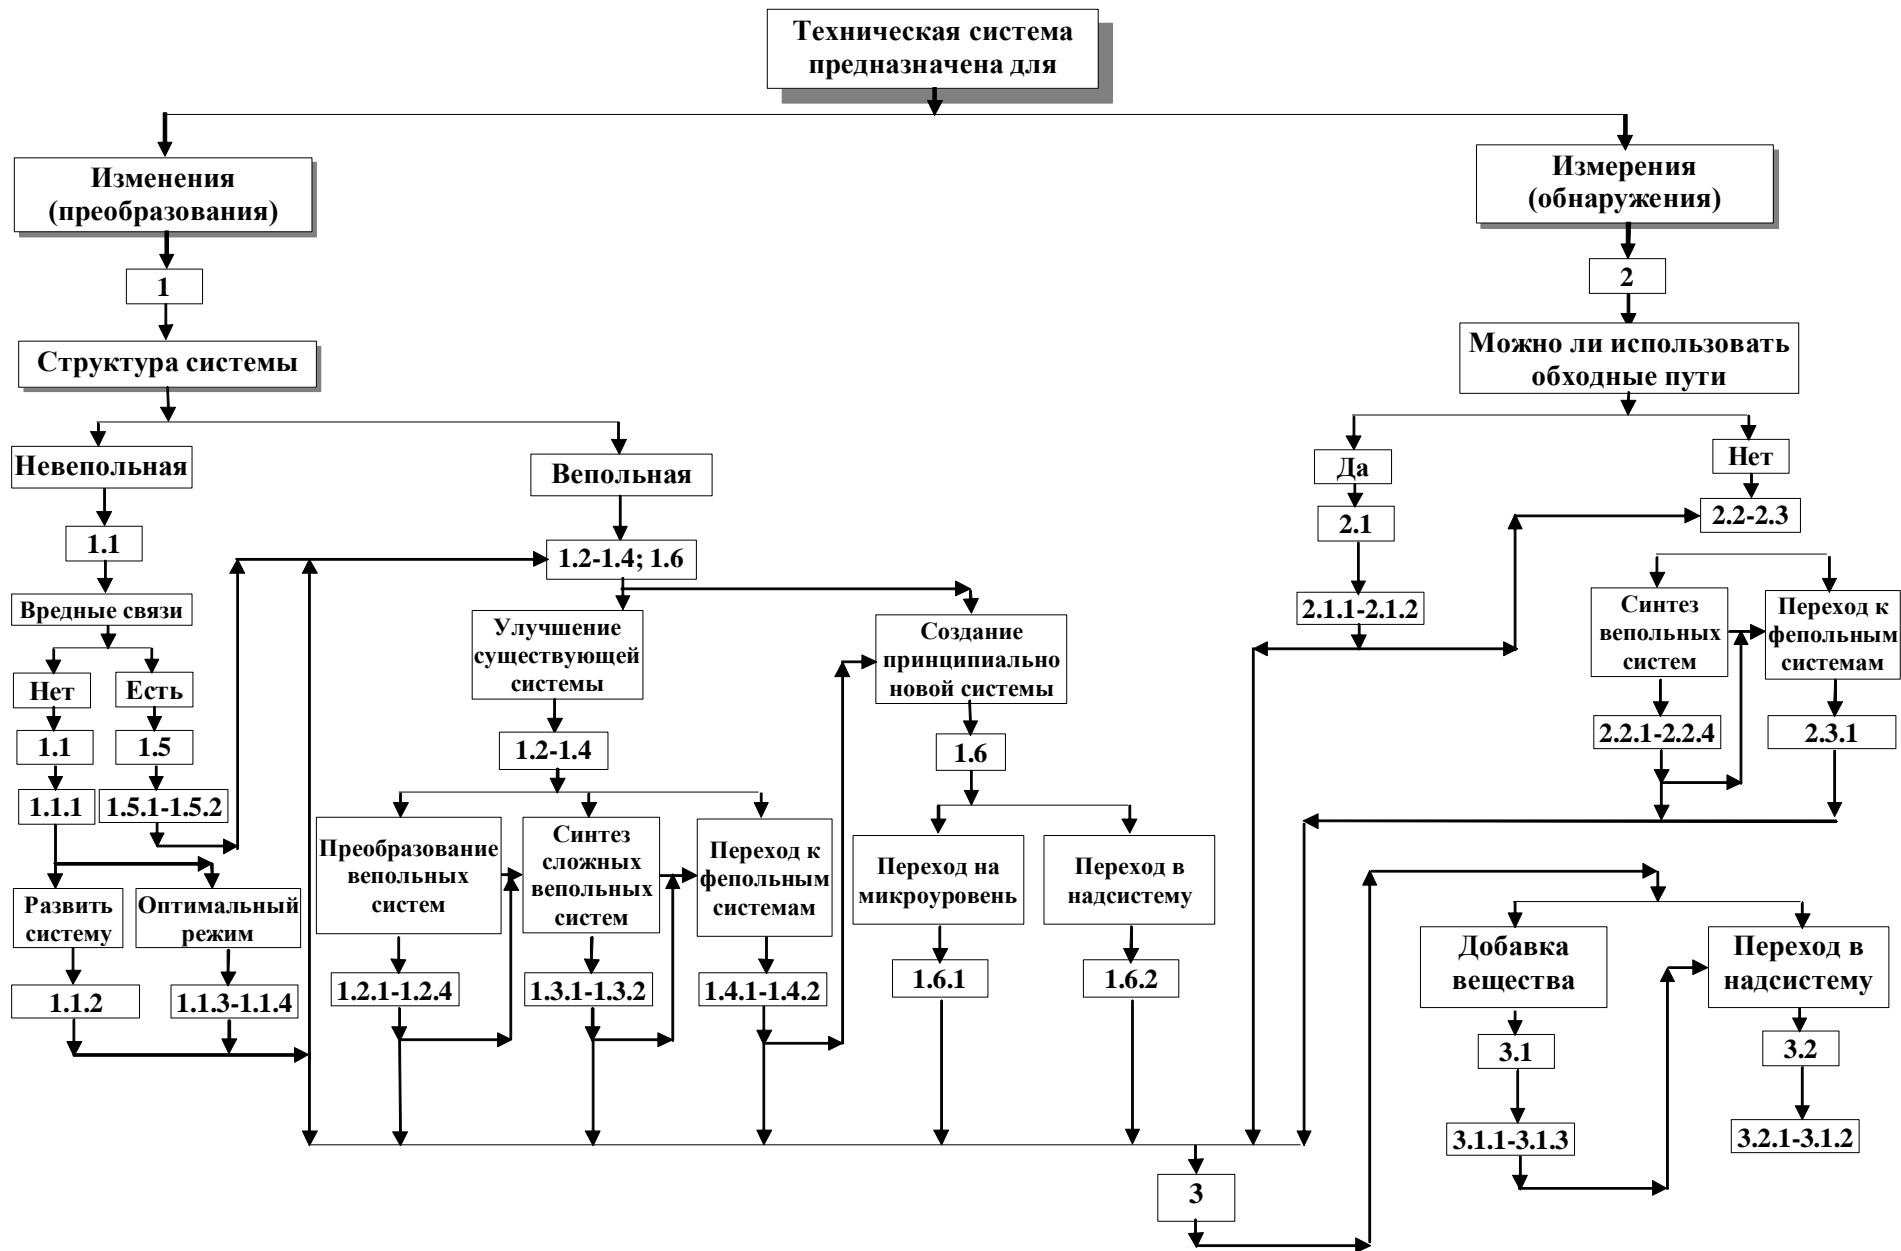 Техническая система
предназначена для
Изменения
(преобразования)
1
Структура системы
Невепольная
1.1
Вредные связи
Нет
Есть
1.1
1.5
1.1.1
1.5.1-1.5.2
Развить
систему
Оптимальный
режим
1.1.2
1.1.3-1.1.4
Вепольная
1.2-1.4; 1.6
Улучшение
существующей
системы
1.2-1.4
Преобразование
вепольных
систем
1.2.1-1.2.4
Синтез
сложных
вепольных
систем
1.3.1-1.3.2
Переход к
фепольным
системам
1.4.1-1.4.2
Создание
принципиально
новой системы
1.6
Переход на
микроуровень
1.6.1
Переход в
надсистему
1.6.2
Измерения
(обнаружения)
2
Можно ли использовать
обходные пути
Да
2.1
2.1.1-2.1.2
Нет
2.2-2.3
Синтез
вепольных
систем
2.2.1-2.2.4
Переход к
фепольным
системам
2.3.1
3
Добавка
вещества
3.1
3.1.1-3.1.3
Переход в
надсистему
3.2
3.2.1-3.1.2